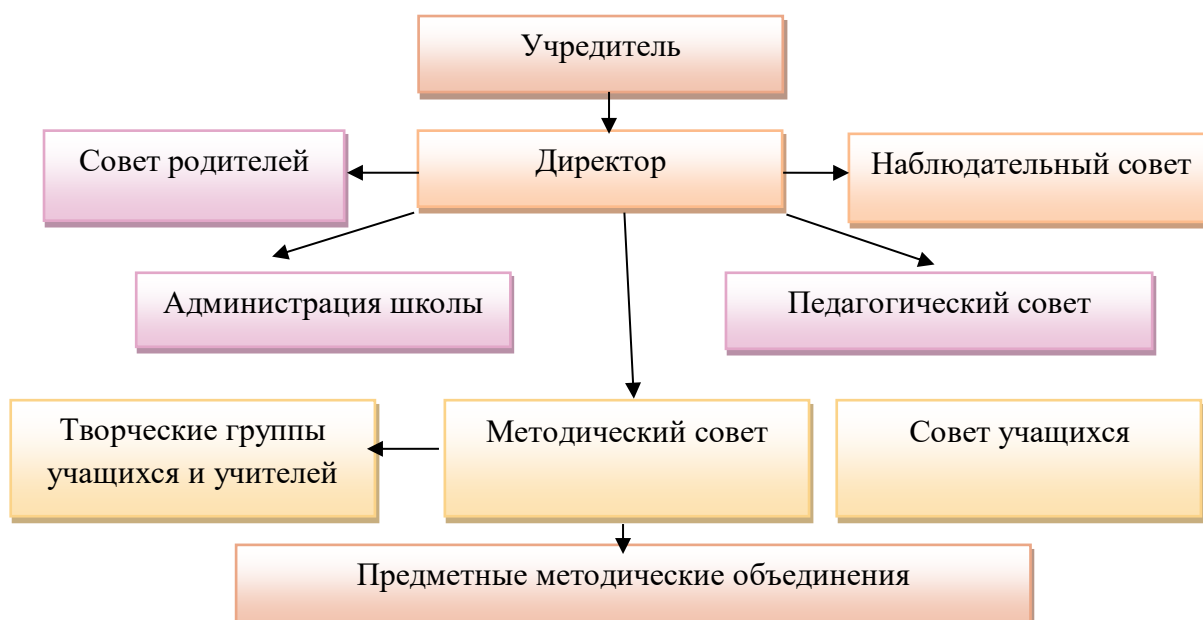 Учредитель
Совет родителей
Директор
Наблюдательный совет
Администрация школы
Педагогический совет
Творческие группы
учащихся и учителей
Методический совет
Совет учащихся
Предметные методические объединения